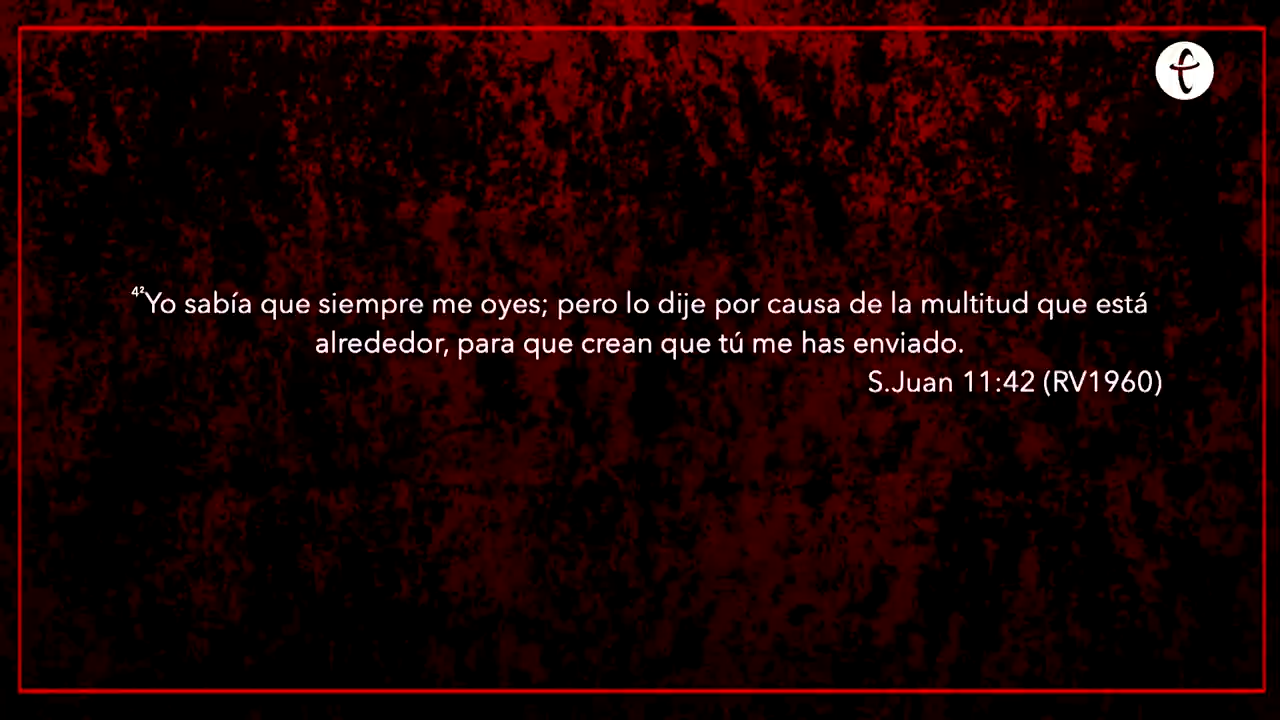 ⁴²Yo sabía que siempre me oyes; pero lo dije por causa de la multitud que está
alrededor, para que crean que tú me has enviado.
S.Juan 11:42 (RV1960)